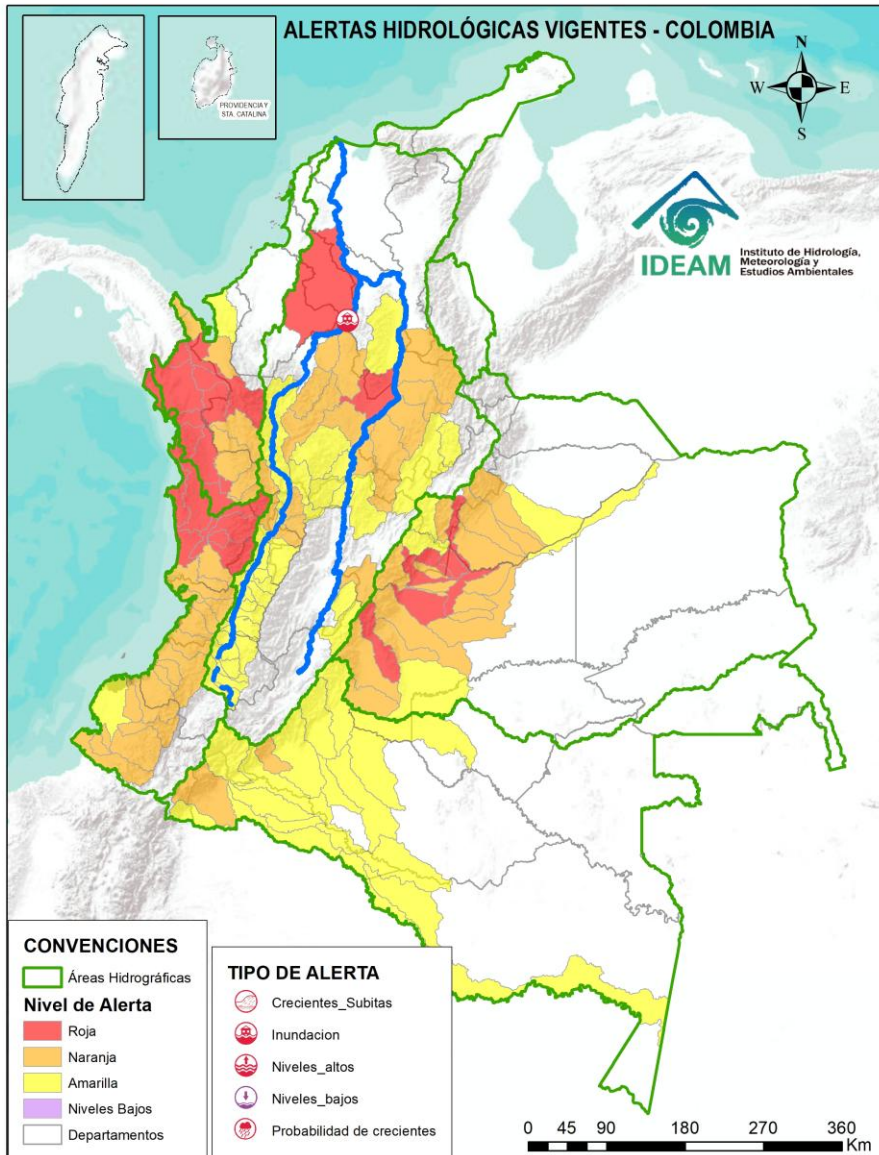 ALERTAS HIDROLÓGICAS VIGENTES - COLOMBIA
PROVIDENCIA Y
STA. CATALINA
N
W
E
S
IDEAM
Instituto de Hidrología,
Meteorología y
Estudios Ambientales
CONVENCIONES
Áreas Hidrográficas
Nivel de Alerta
Roja
Naranja
Amarilla
Niveles Bajos
Departamentos
TIPO DE ALERTA
Crecientes_Subitas
Inundacion
Niveles_altos
Niveles_bajos
Probabilidad de crecientes
0 45 90 180 270 360
Km